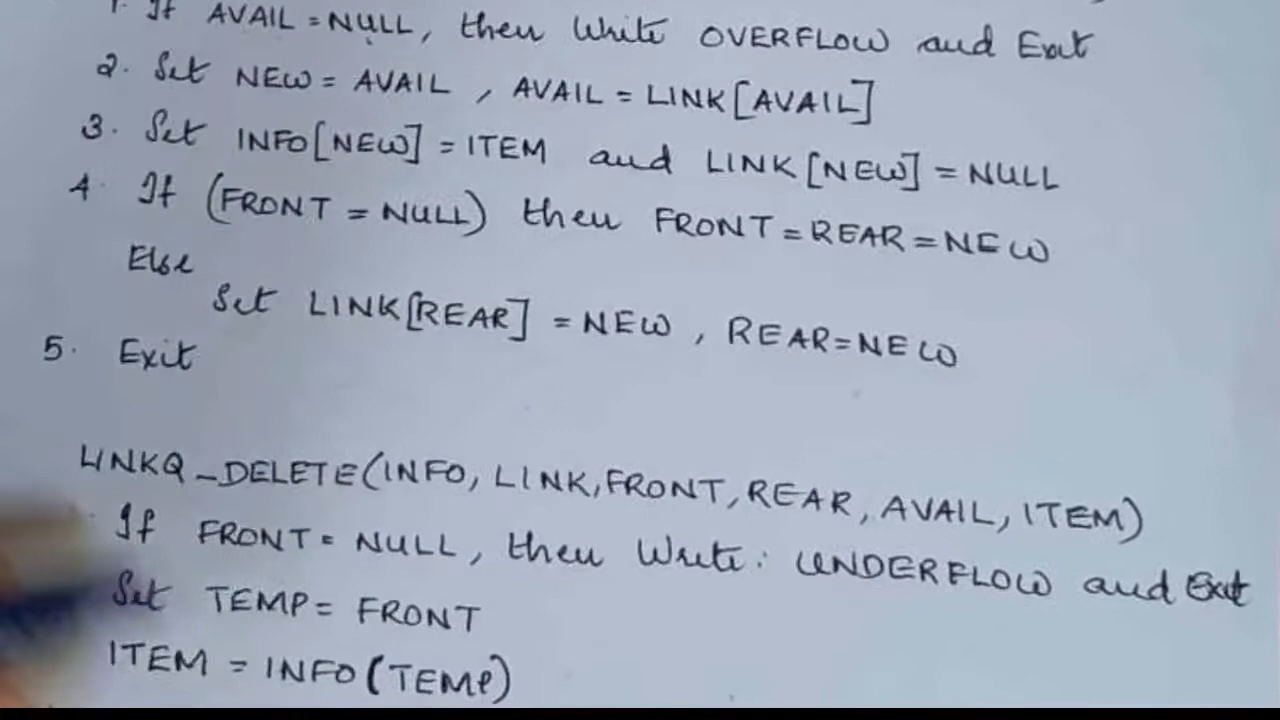 1. If AVAIL = NULL, then Write OVERFLOW and Exit
2. Set NEW = AVAIL , AVAIL = LINK[AVAIL]
3. Set INFO[NEW] = ITEM and LINK[NEW] = NULL
4. If (FRONT = NULL) then FRONT = REAR = NEW
Else
Set LINK[REAR] = NEW , REAR = NEW
5. Exit
LINKQ_DELETE(INFO, LINK, FRONT, REAR, AVAIL, ITEM)
If FRONT = NULL, then Write: UNDERFLOW and Exit
Set TEMP = FRONT
ITEM = INFO(TEMP)